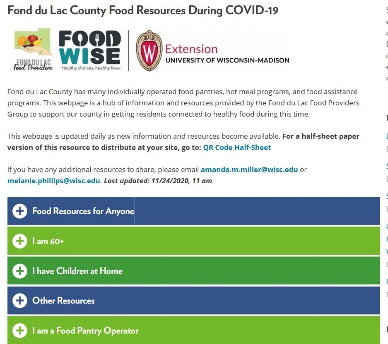 Fond du Lac County Food Resources During COVID-19
FOND DU LAC
Food Providers
FOOD
WISE
Healthy choices, healthy lives.
Extension
UNIVERSITY OF WISCONSIN-MADISON
Fond du Lac County has many individually operated food pantries, hot meal programs, and food assistance
programs. This webpage is a hub of information and resources provided by the Fond du Lac Food Providers
Group to support our county in getting residents connected to healthy food during this time.
This webpage is updated daily as new information and resources become available. For a half-sheet paper
version of this resource to distribute at your site, go to: QR Code Half-Sheet
If you have any additional resources to share, please email amanda.m.miller@wisc.edu or
melanie.phillips@wisc.edu. Last updated: 11/24/2020, 11 am
Food Resources for Anyone
I am 60+
I have Children at Home
Other Resources
I am a Food Pantry Operator